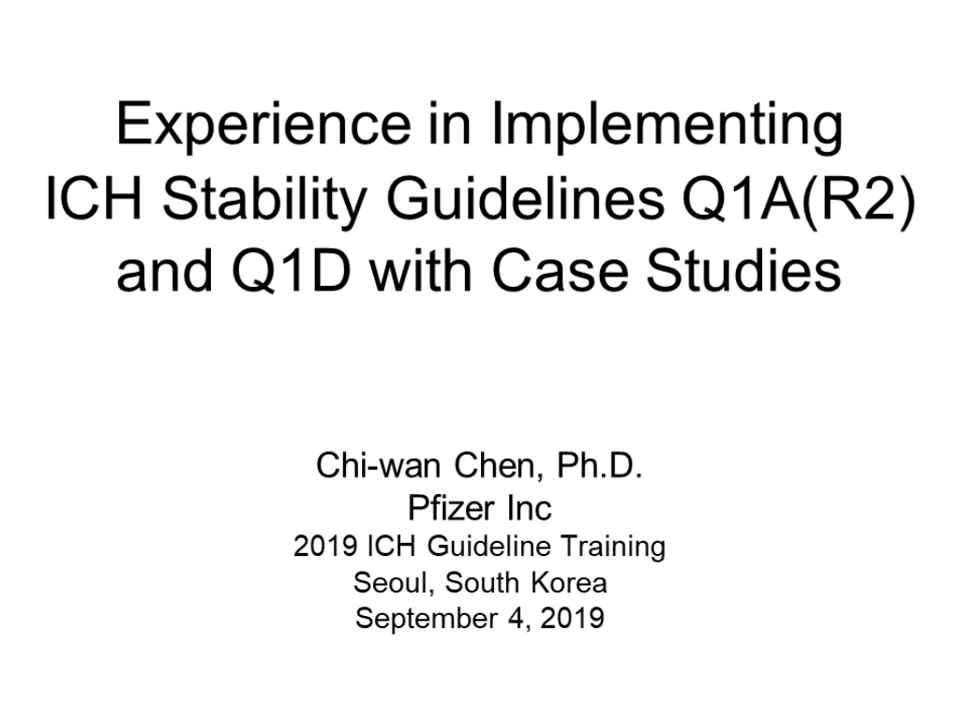 Experience in Implementing
ICH Stability Guidelines Q1A(R2)
and Q1D with Case Studies
Chi-wan Chen, Ph.D.
Pfizer Inc
2019 ICH Guideline Training
Seoul, South Korea
September 4, 2019